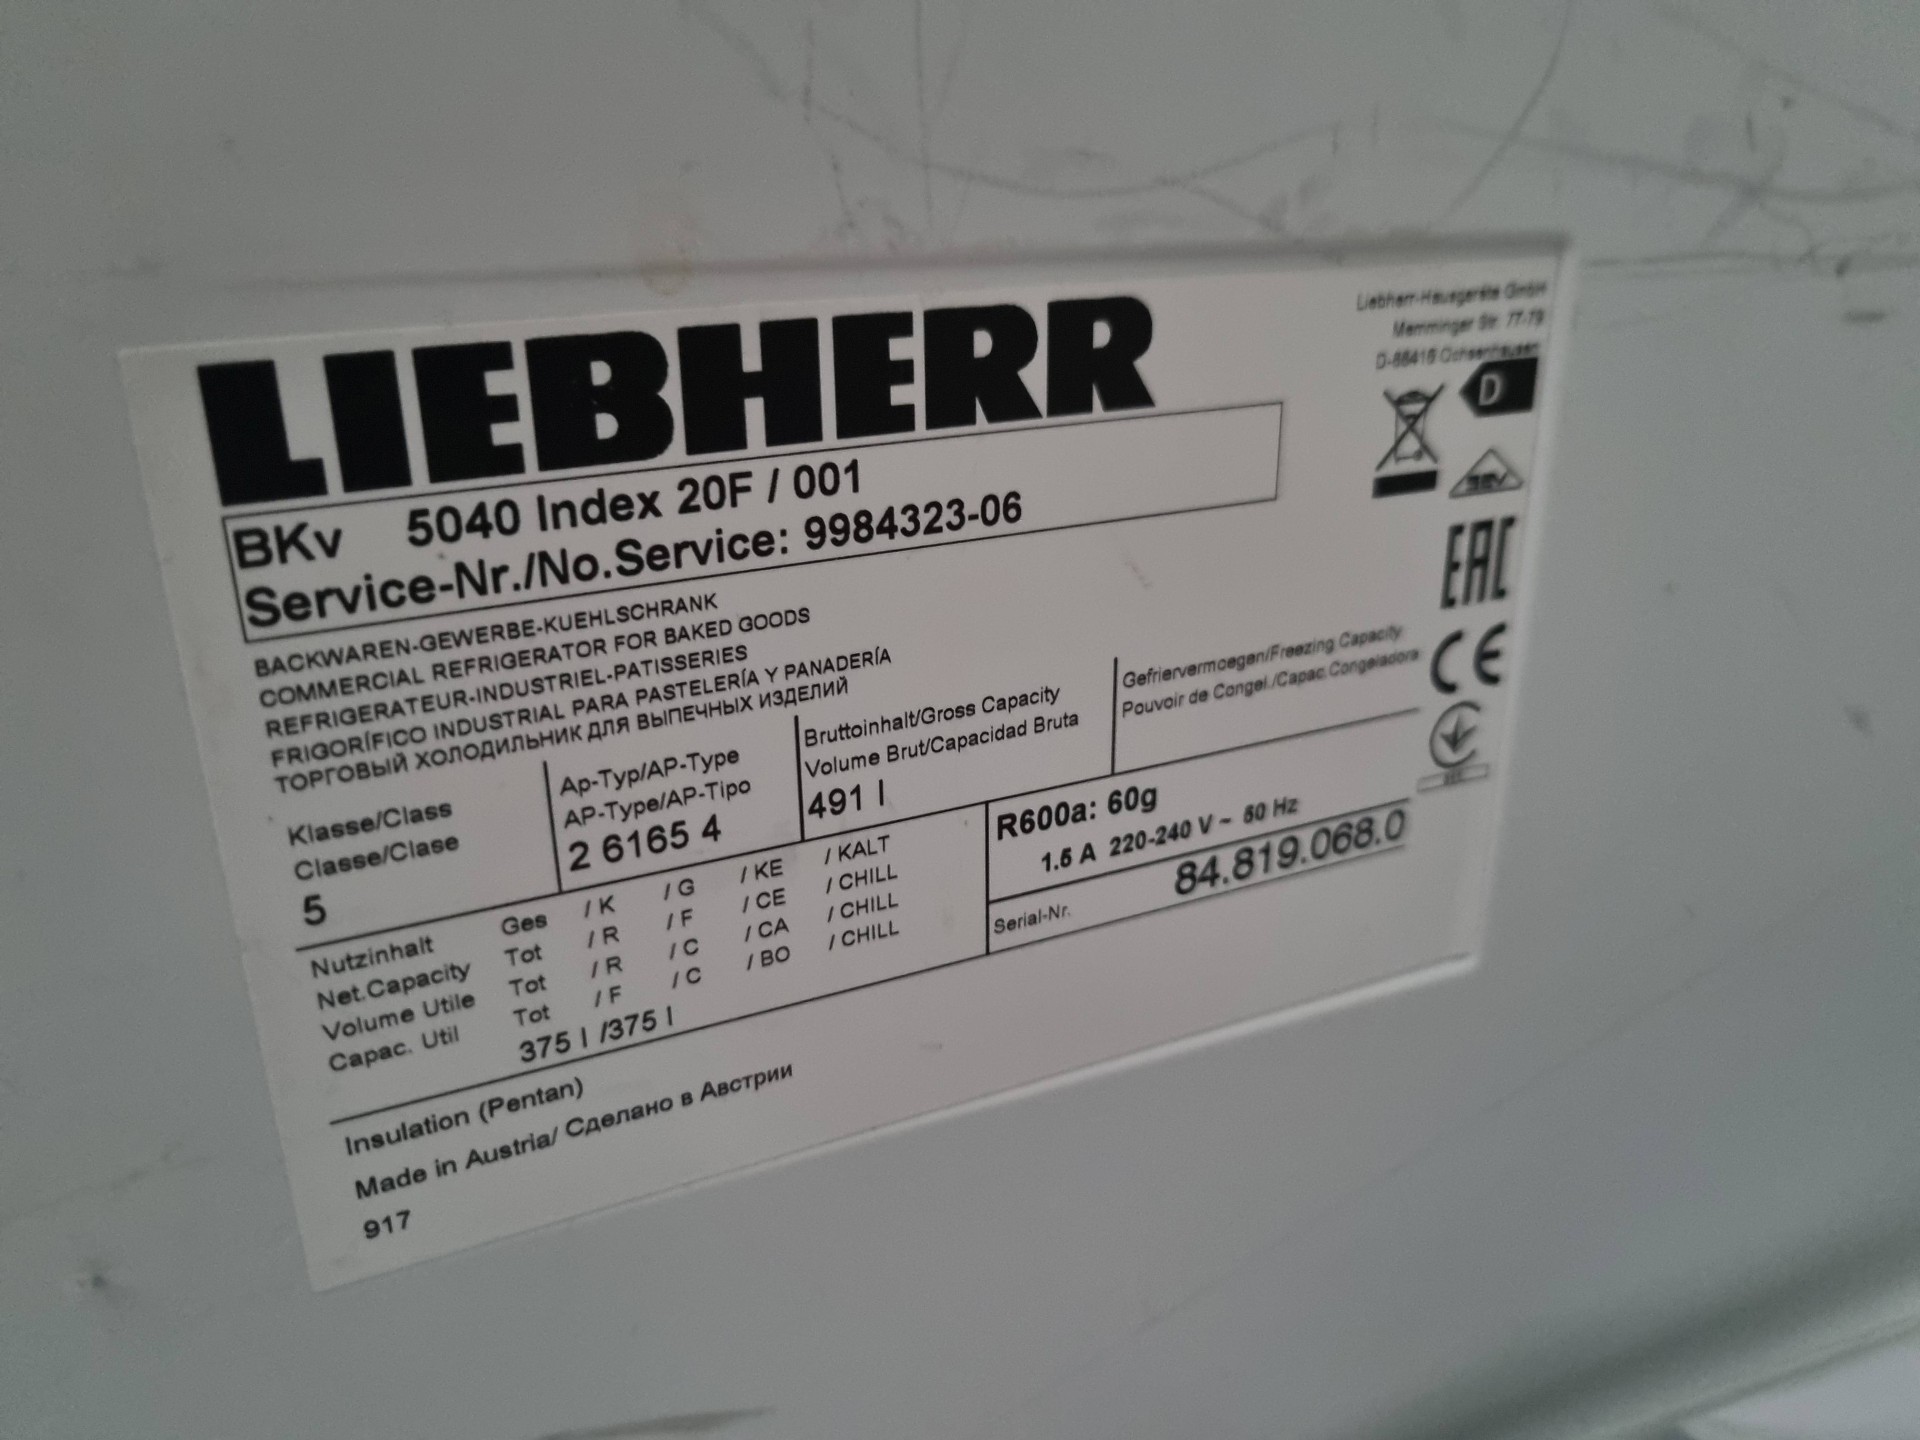 Liebherr-Hausgeräte GmbH
Memminger Str. 77-79
D-88416 Ochsenhausen
LIEBHERR
D
BKv 5040 Index 20F / 001
Service-Nr./No.Service: 9984323-06
BACKWAREN-GEWERBE-KUEHLSCHRANK
COMMERCIAL REFRIGERATOR FOR BAKED GOODS
REFRIGERATEUR-INDUSTRIEL-PATISSERIES
FRIGORÍFICO INDUSTRIAL PARA PASTELERÍA Y PANADERÍA
ТОРГОВЫЙ ХОЛОДИЛЬНИК ДЛЯ ВЫПЕЧНЫХ ИЗДЕЛИЙ
EAC
CE
Klasse/Class
Classe/Clase
5
Ap-Typ/AP-Type
AP-Type/AP-Tipo
2 6165 4
Bruttoinhalt/Gross Capacity
Volume Brut/Capacidad Bruta
491 l
Gefriervermoegen/Freezing Capacity
Pouvoir de Congel./Capac.Congeladora
Nutzinhalt Ges / K / G / KE / KALT
Net.Capacity Tot / R / F / CE / CHILL
Volume Utile Tot / R / C / CA / CHILL
Capac. Util Tot / F / C / BO / CHILL
375 l /375 l
R600a: 60g
1.5 A 220-240 V ~ 50 Hz
Serial-Nr. 84.819.068.0
Insulation (Pentan)
Made in Austria/ Сделано в Австрии
917